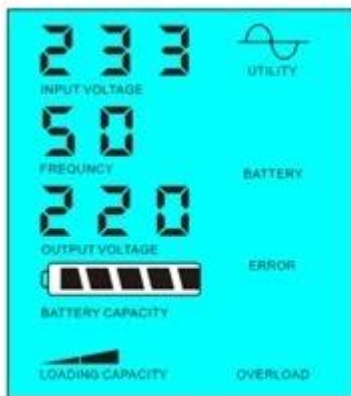 233
INPUT VOLTAGE
UTILITY
50
FREQUNCY
BATTERY
220
OUTPUT VOLTAGE
ERROR
BATTERY CAPACITY
LOADING CAPACITY
OVERLOAD